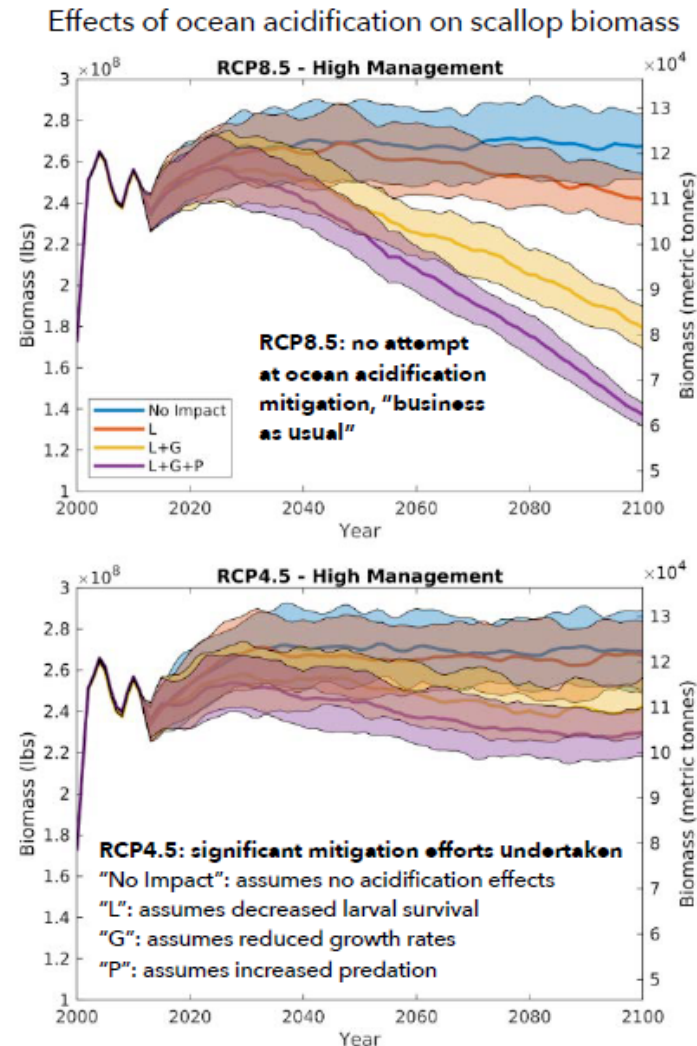 Effects of ocean acidification on scallop biomass
RCP8.5 - High Management
×10⁸
×10⁴
3
2.8
2.6
2.4
2.2
2
1.8
1.6
1.4
1.2
1
Biomass (lbs)
13
12
11
10
9
8
7
6
5
Biomass (metric tonnes)
RCP8.5: no attempt
at ocean acidification
mitigation, “business
as usual”
No Impact
L
L+G
L+G+P
2000 2020 2040 2060 2080 2100
Year
RCP4.5 - High Management
×10⁸
×10⁴
3
2.8
2.6
2.4
2.2
2
1.8
1.6
1.4
1.2
1
Biomass (lbs)
13
12
11
10
9
8
7
6
5
Biomass (metric tonnes)
RCP4.5: significant mitigation efforts undertaken
“No Impact”: assumes no acidification effects
“L”: assumes decreased larval survival
“G”: assumes reduced growth rates
“P”: assumes increased predation
2000 2020 2040 2060 2080 2100
Year